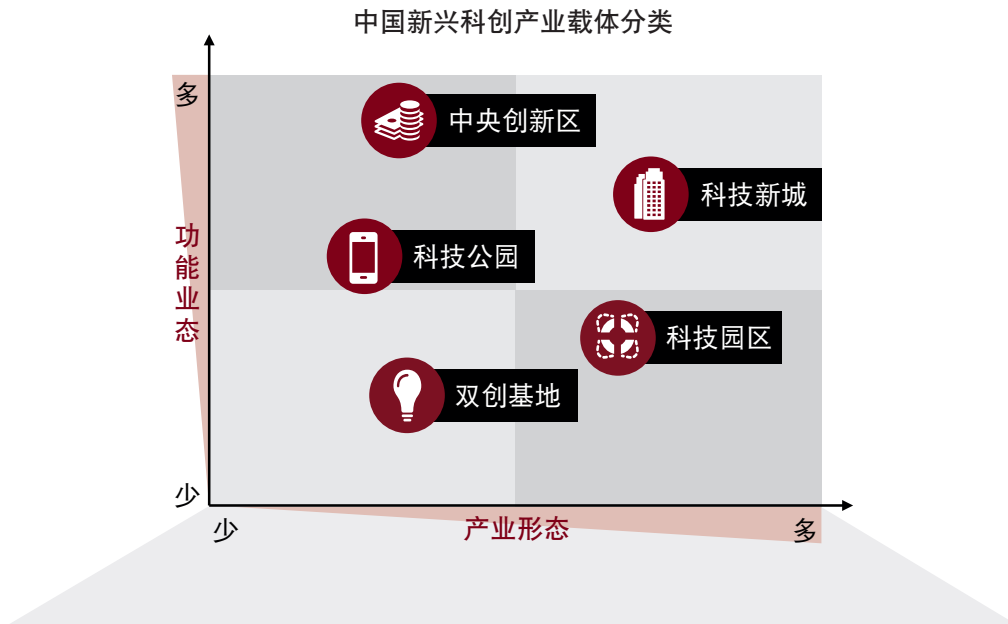 中国新兴科创产业载体分类
多
中央创新区
科技新城
功能业态
科技公园
科技园区
双创基地
少
少
产业形态
多